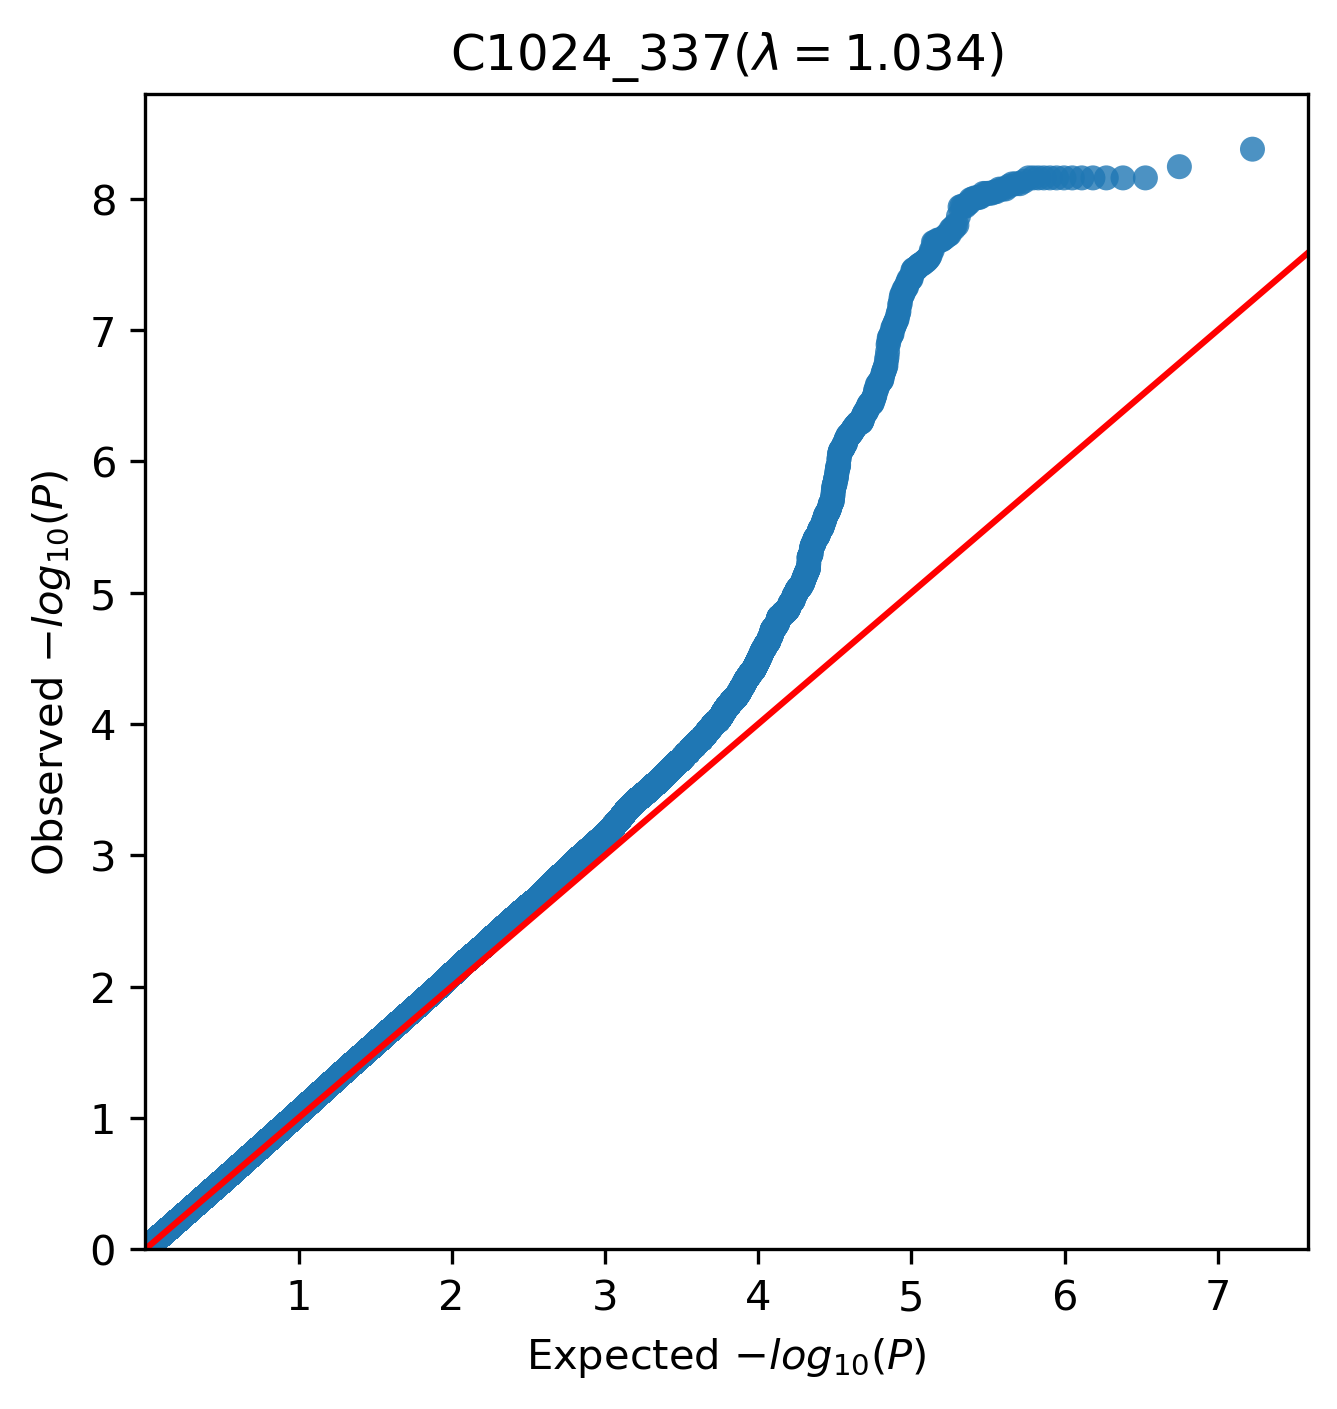 C1024_337(λ = 1.034)
Observed −log₁₀(P)
8
7
6
5
4
3
2
1
0
1 2 3 4 5 6 7
Expected −log₁₀(P)